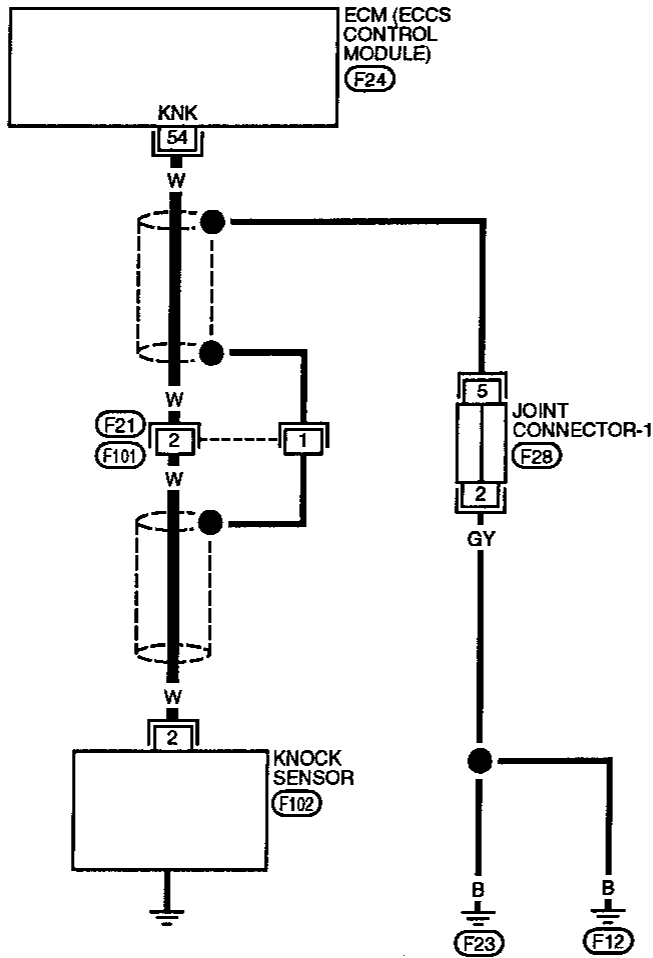 ECM (ECCS
CONTROL
MODULE)
F24
KNK
54
W
W
F21
F101
2
1
W
5
JOINT
CONNECTOR-1
F28
2
GY
W
2
KNOCK
SENSOR
F102
B
F23
B
F12